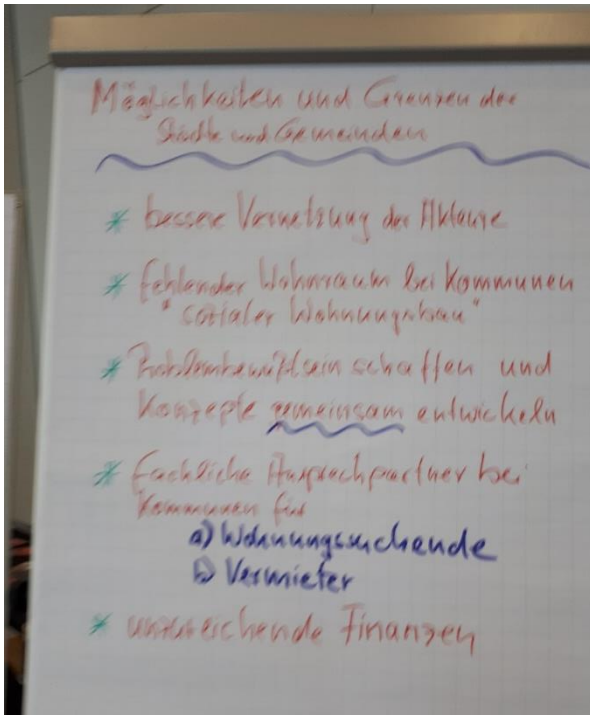 Möglichkeiten und Grenzen der
Städte und Gemeinden
* bessere Vernetzung der Akteure
* fehlender Wohnraum bei Kommunen
"sozialer Wohnungsbau"
* Problembewußtsein schaffen und
Konzepte gemeinsam entwickeln
* fachliche Ansprechpartner bei
Kommunen für
a) Wohnungssuchende
b) Vermieter
* unzureichende Finanzen